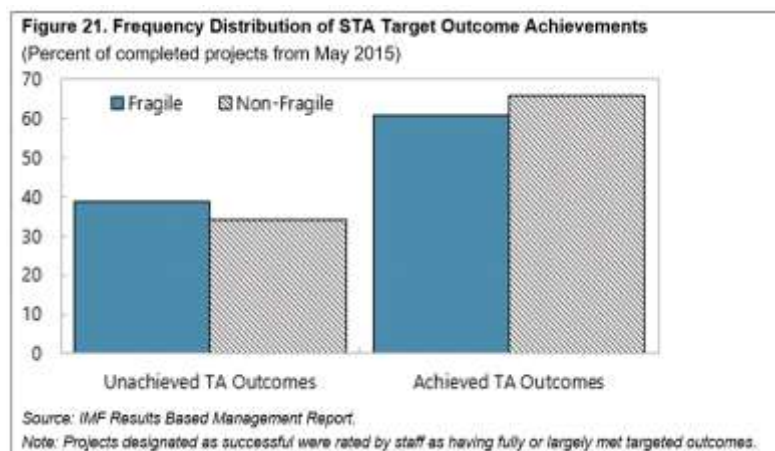 Figure 21. Frequency Distribution of STA Target Outcome Achievements
(Percent of completed projects from May 2015)
70
60
50
40
30
20
10
0
Fragile
Non-Fragile
Unachieved TA Outcomes
Achieved TA Outcomes
Source: IMF Results Based Management Report.
Note: Projects designated as successful were rated by staff as having fully or largely met targeted outcomes.